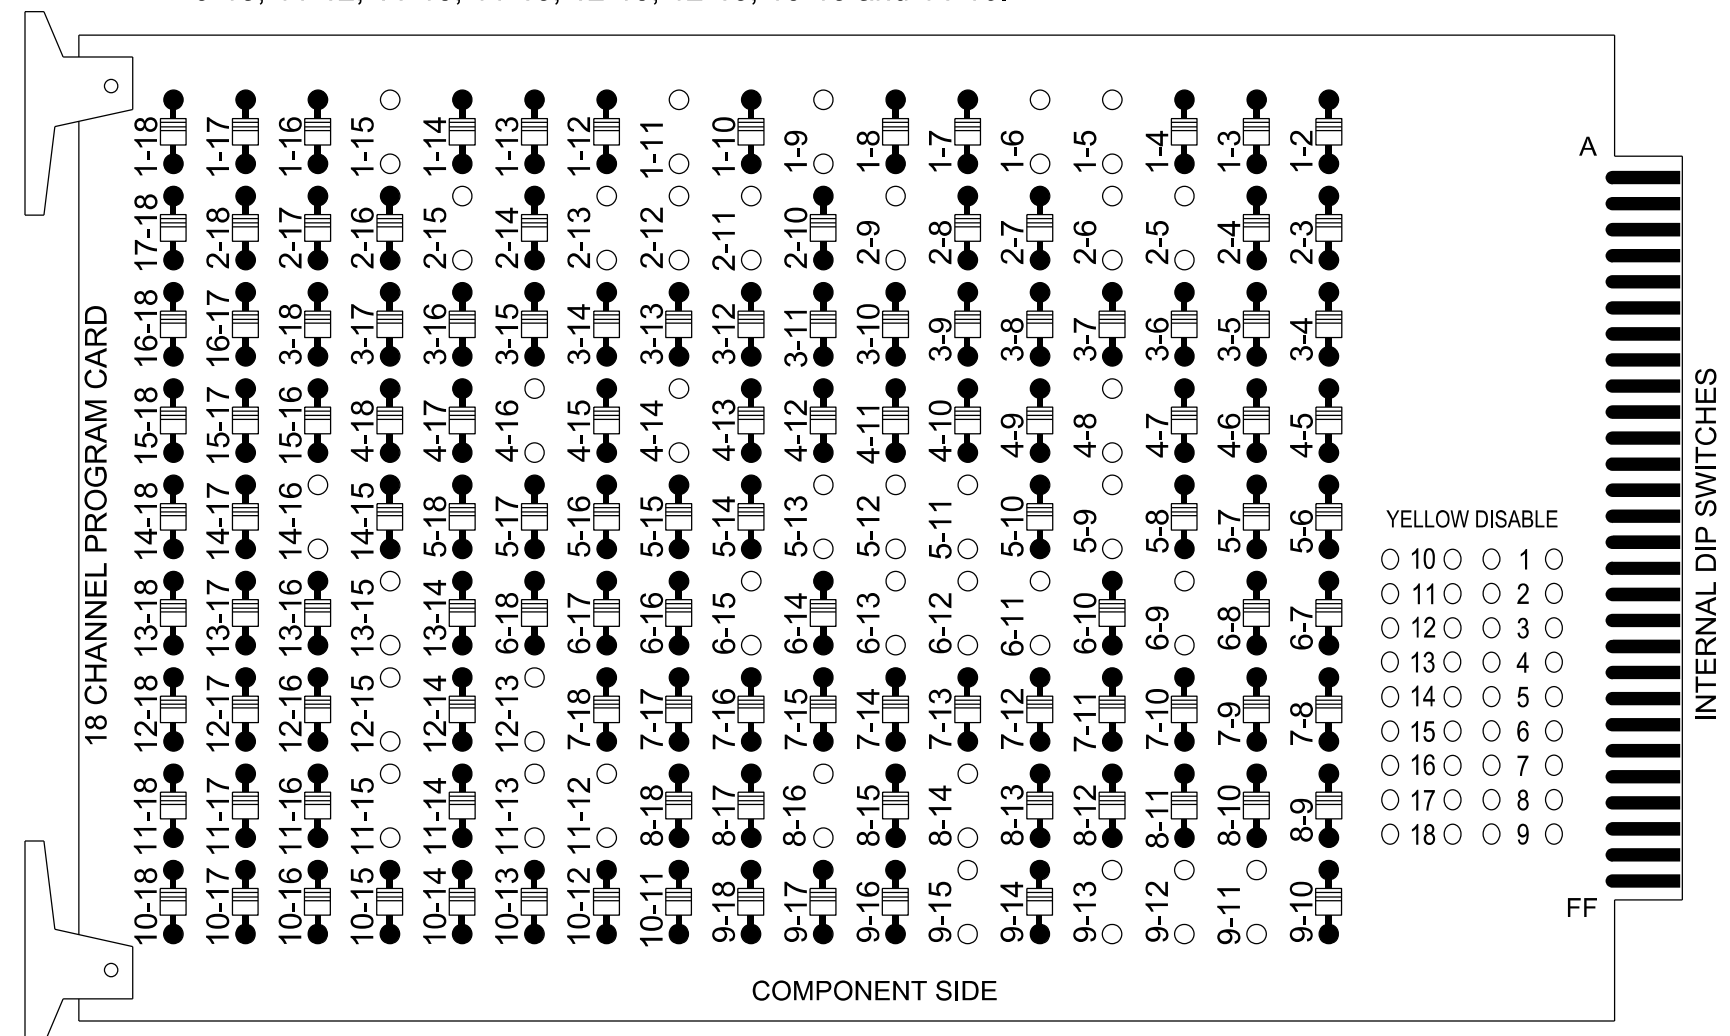 1-18 1-17 1-16 1-15 1-14 1-13 1-12 1-11 1-10 1-9 1-8 1-7 1-6 1-5 1-4 1-3 1-2
17-18 2-18 2-17 2-16 2-15 2-14 2-13 2-12 2-11 2-10 2-9 2-8 2-7 2-6 2-5 2-4 2-3
16-18 16-17 3-18 3-17 3-16 3-15 3-14 3-13 3-12 3-11 3-10 3-9 3-8 3-7 3-6 3-5 3-4
15-18 15-17 15-16 4-18 4-17 4-16 4-15 4-14 4-13 4-12 4-11 4-10 4-9 4-8 4-7 4-6 4-5
14-18 14-17 14-16 14-15 5-18 5-17 5-16 5-15 5-14 5-13 5-12 5-11 5-10 5-9 5-8 5-7 5-6
13-18 13-17 13-16 13-15 13-14 6-18 6-17 6-16 6-15 6-14 6-13 6-12 6-11 6-10 6-9 6-8 6-7
12-18 12-17 12-16 12-15 12-14 12-13 7-18 7-17 7-16 7-15 7-14 7-13 7-12 7-11 7-10 7-9 7-8
11-18 11-17 11-16 11-15 11-14 11-13 11-12 8-18 8-17 8-16 8-15 8-14 8-13 8-12 8-11 8-10 8-9
10-18 10-17 10-16 10-15 10-14 10-13 10-12 10-11 9-18 9-17 9-16 9-15 9-14 9-13 9-12 9-11 9-10
18 CHANNEL PROGRAM CARD
COMPONENT SIDE
YELLOW DISABLE
10 1
11 2
12 3
13 4
14 5
15 6
16 7
17 8
18 9
A
FF
INTERNAL DIP SWITCHES